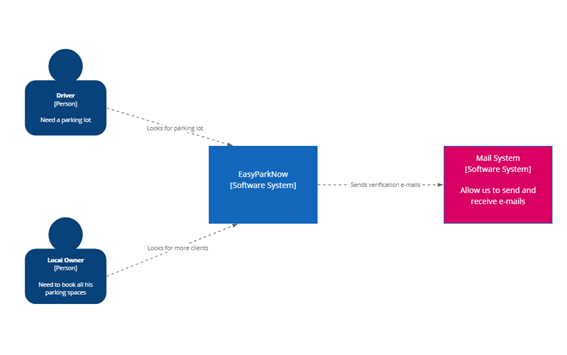 Driver
[Person]
Need a parking lot
Looks for parking lot
EasyParkNow
[Software System]
Sends verification e-mails
Mail System
[Software System]
Allow us to send and
receive e-mails
Looks for more clients
Local Owner
[Person]
Need to book all his
parking spaces